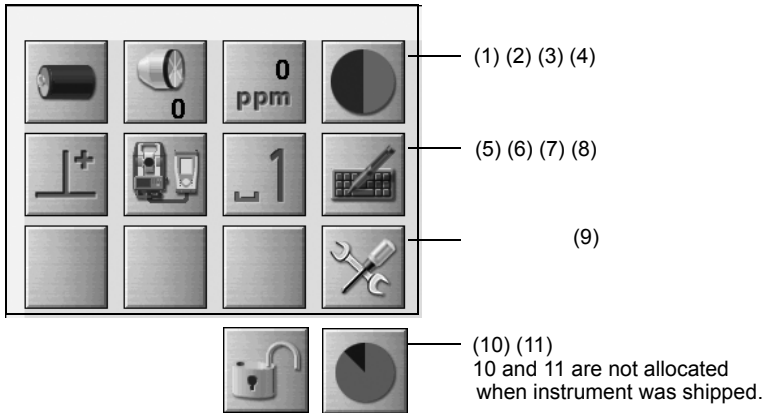 0
0
ppm
(1) (2) (3) (4)
1
(5) (6) (7) (8)
(9)
(10) (11)
10 and 11 are not allocated
when instrument was shipped.